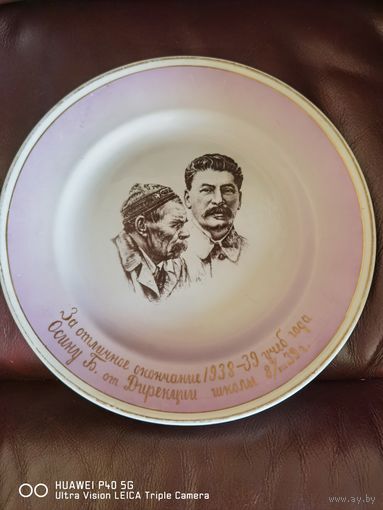 За отличное окончание 1938-39 учеб года
Осину Б. от Дирекции школы 8/III 39 г.
HUAWEI P40 5G
Ultra Vision LEICA Triple Camera
www.ay.by